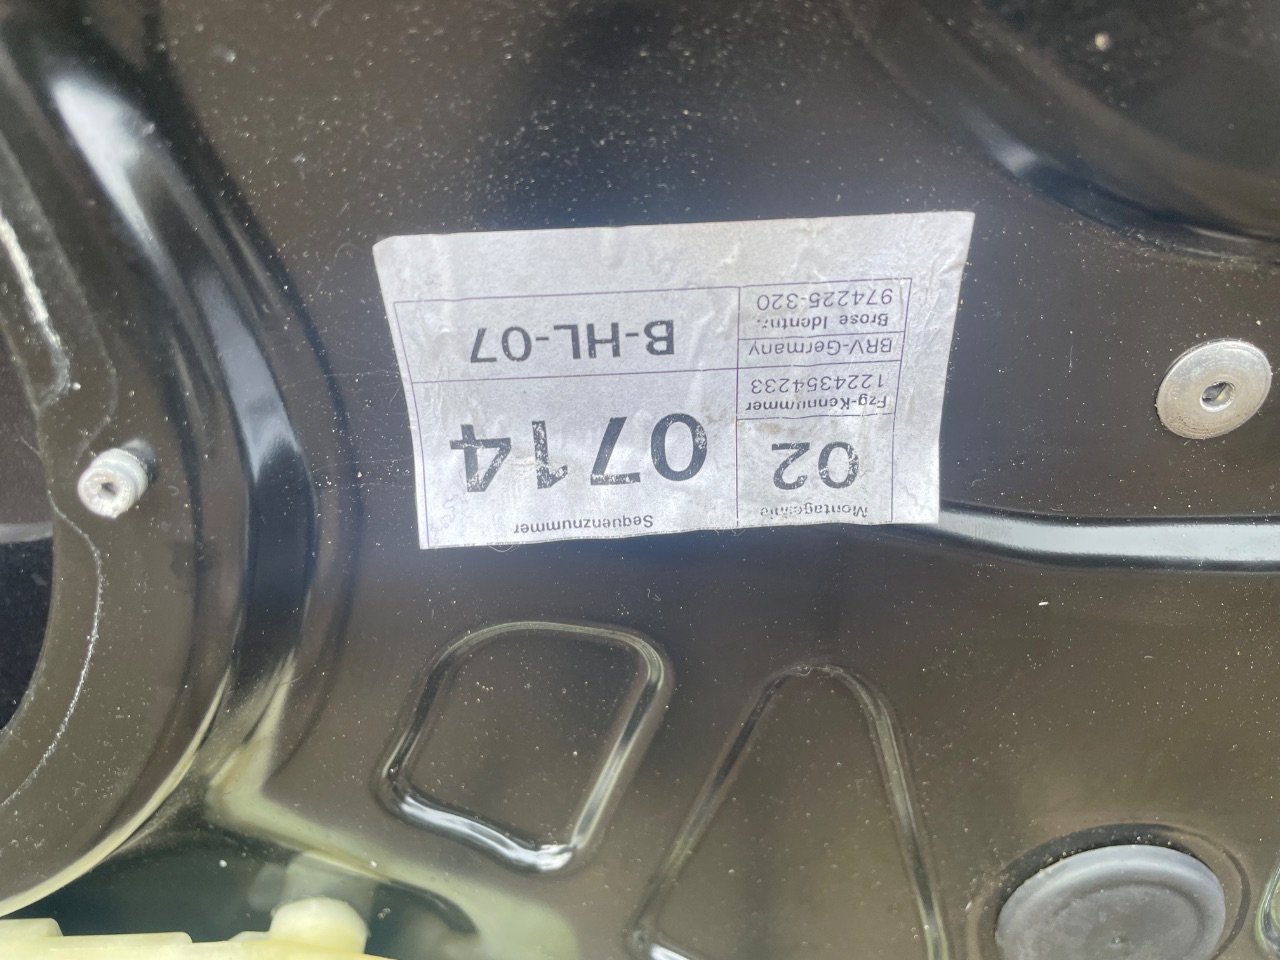 Montagelinie
02
Sequenznummer
0714
Fzg-Kennummer
1224354233
BRV-Germany
Brose Identnr.
974225-320
B-HL-07